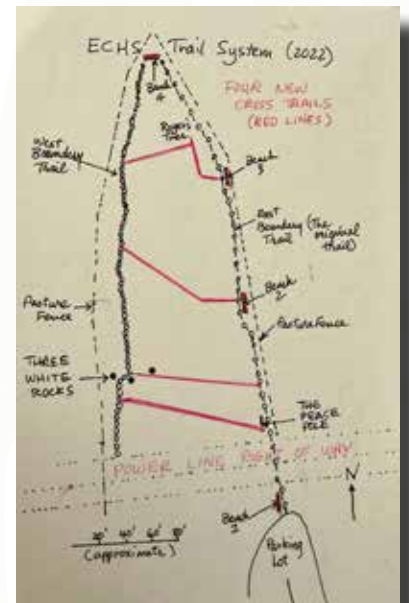 ECHS Trail System (2022)
Bench
4
FOUR NEW
CROSS TRAILS
(RED LINES)
West
Boundary
Trail
Tree
Bench
3
East
Boundary (The
original
trail)
Bench
2
Pasture
Fence
Pasture Fence
THREE
WHITE
ROCKS
THE
PEACE
POLE
POWER LINE RIGHT OF WAY
N
Bench
1
20' 40' 60' 80'
(approximate)
Parking
Lot